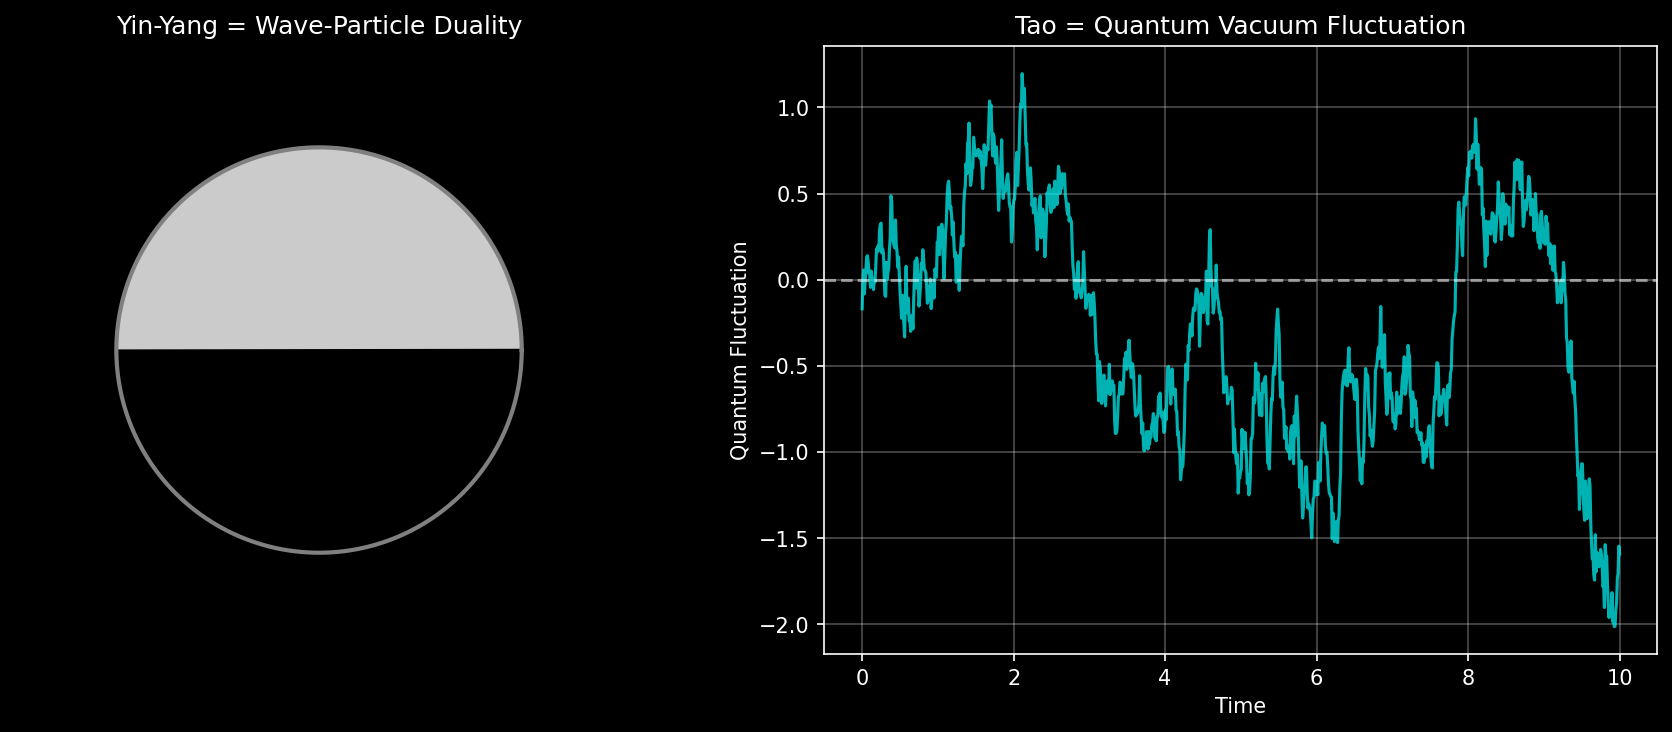 Yin-Yang = Wave-Particle Duality
Tao = Quantum Vacuum Fluctuation
Quantum Fluctuation
1.0
0.5
0.0
−0.5
−1.0
−1.5
−2.0
0 2 4 6 8 10
Time